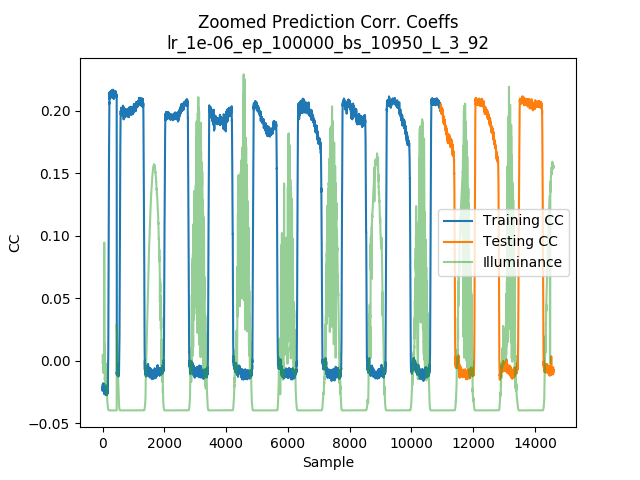 Zoomed Prediction Corr. Coeffs
lr_1e-06_ep_100000_bs_10950_L_3_92
CC
0.20
0.15
0.10
0.05
0.00
−0.05
Training CC
Testing CC
Illuminance
0 2000 4000 6000 8000 10000 12000 14000
Sample